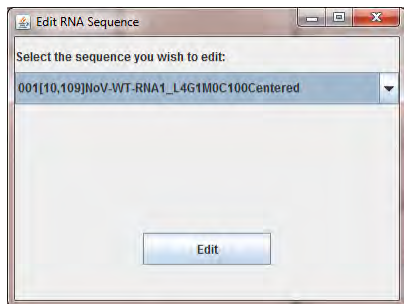 Edit RNA Sequence
Select the sequence you wish to edit:
001[10,109]NoV-WT-RNA1_L4G1M0C100Centered
Edit